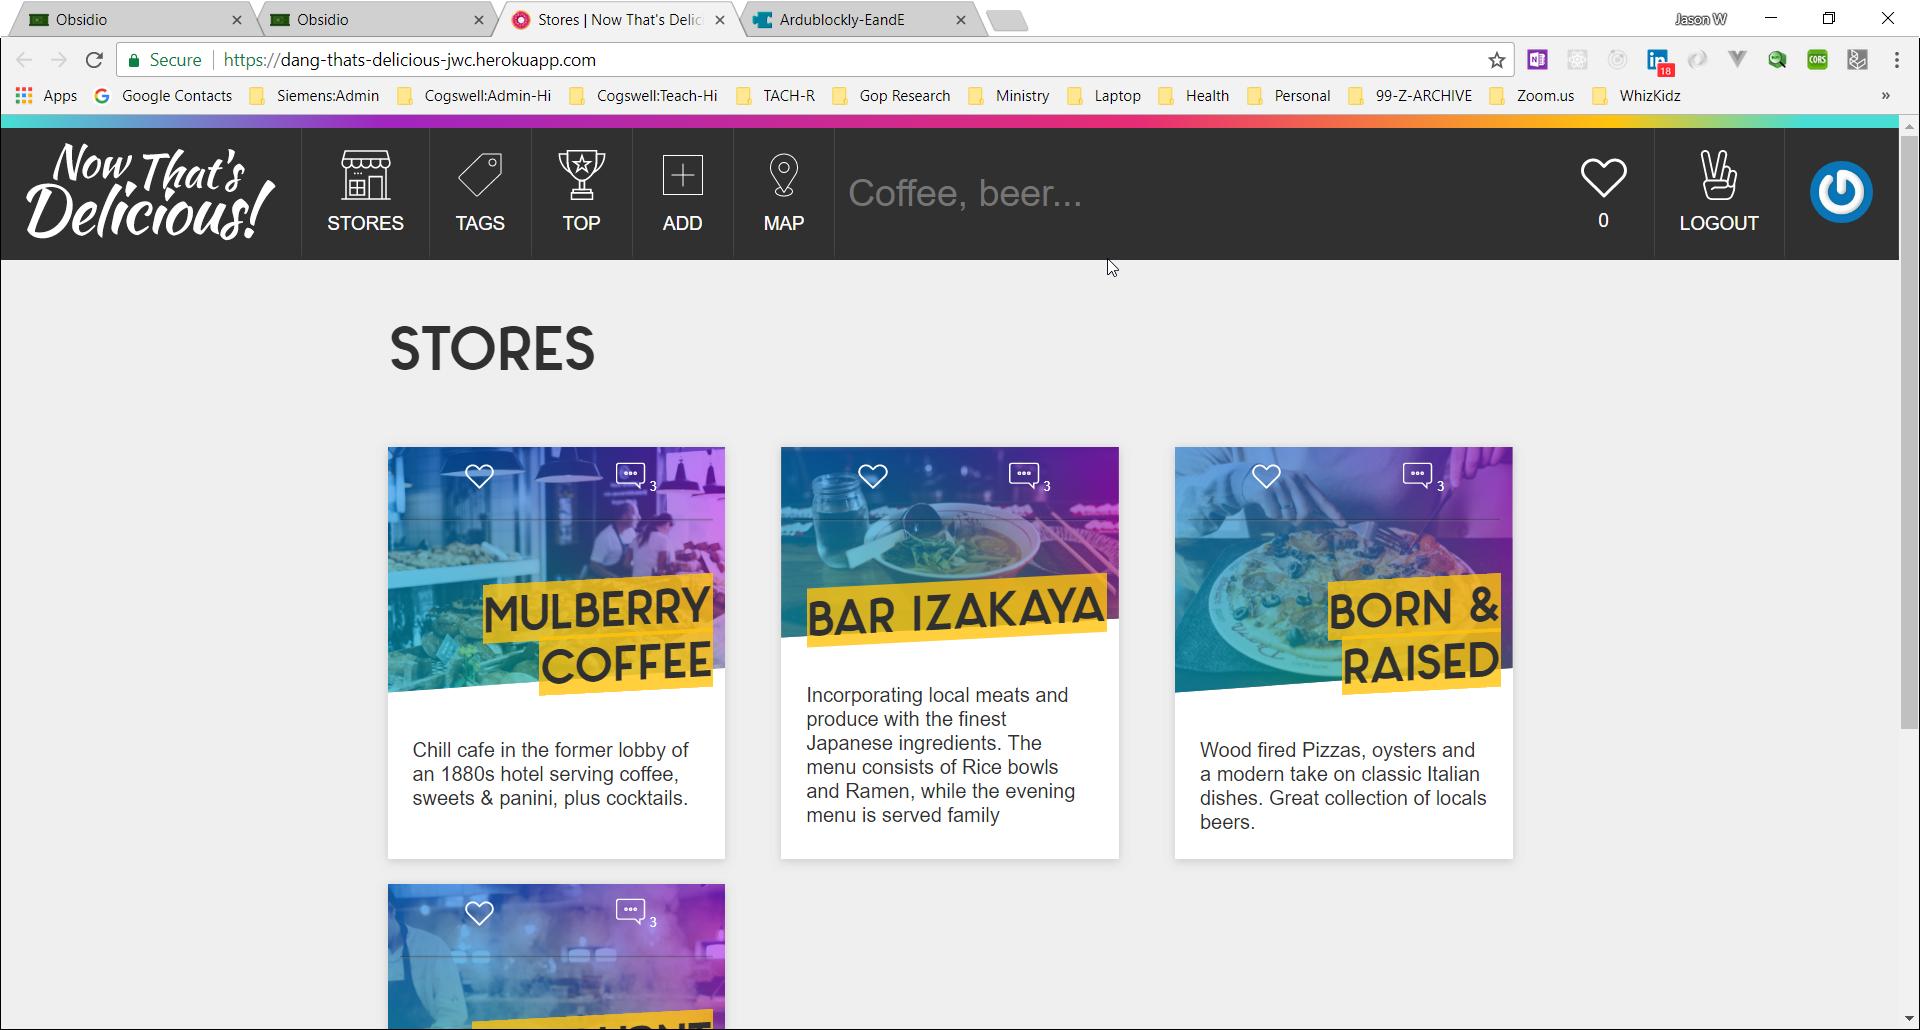 Obsidio
Obsidio
Stores | Now That's Delic
Ardublockly-EandE
Jason W
Secure
https://dang-thats-delicious-jwc.herokuapp.com
N
18
CORS
Apps
Google Contacts
Siemens:Admin
Cogswell:Admin-Hi
Cogswell:Teach-Hi
TACH-R
Gop Research
Ministry
Laptop
Health
Personal
99-Z-ARCHIVE
Zoom.us
WhizKidz
»
Now That's
Delicious!
STORES
TAGS
TOP
ADD
MAP
Coffee, beer...
0
LOGOUT
STORES
3
MULBERRY
COFFEE
Chill cafe in the former lobby of
an 1880s hotel serving coffee,
sweets & panini, plus cocktails.
3
BAR IZAKAYA
Incorporating local meats and
produce with the finest
Japanese ingredients. The
menu consists of Rice bowls
and Ramen, while the evening
menu is served family
3
BORN &
RAISED
Wood fired Pizzas, oysters and
a modern take on classic Italian
dishes. Great collection of locals
beers.
3